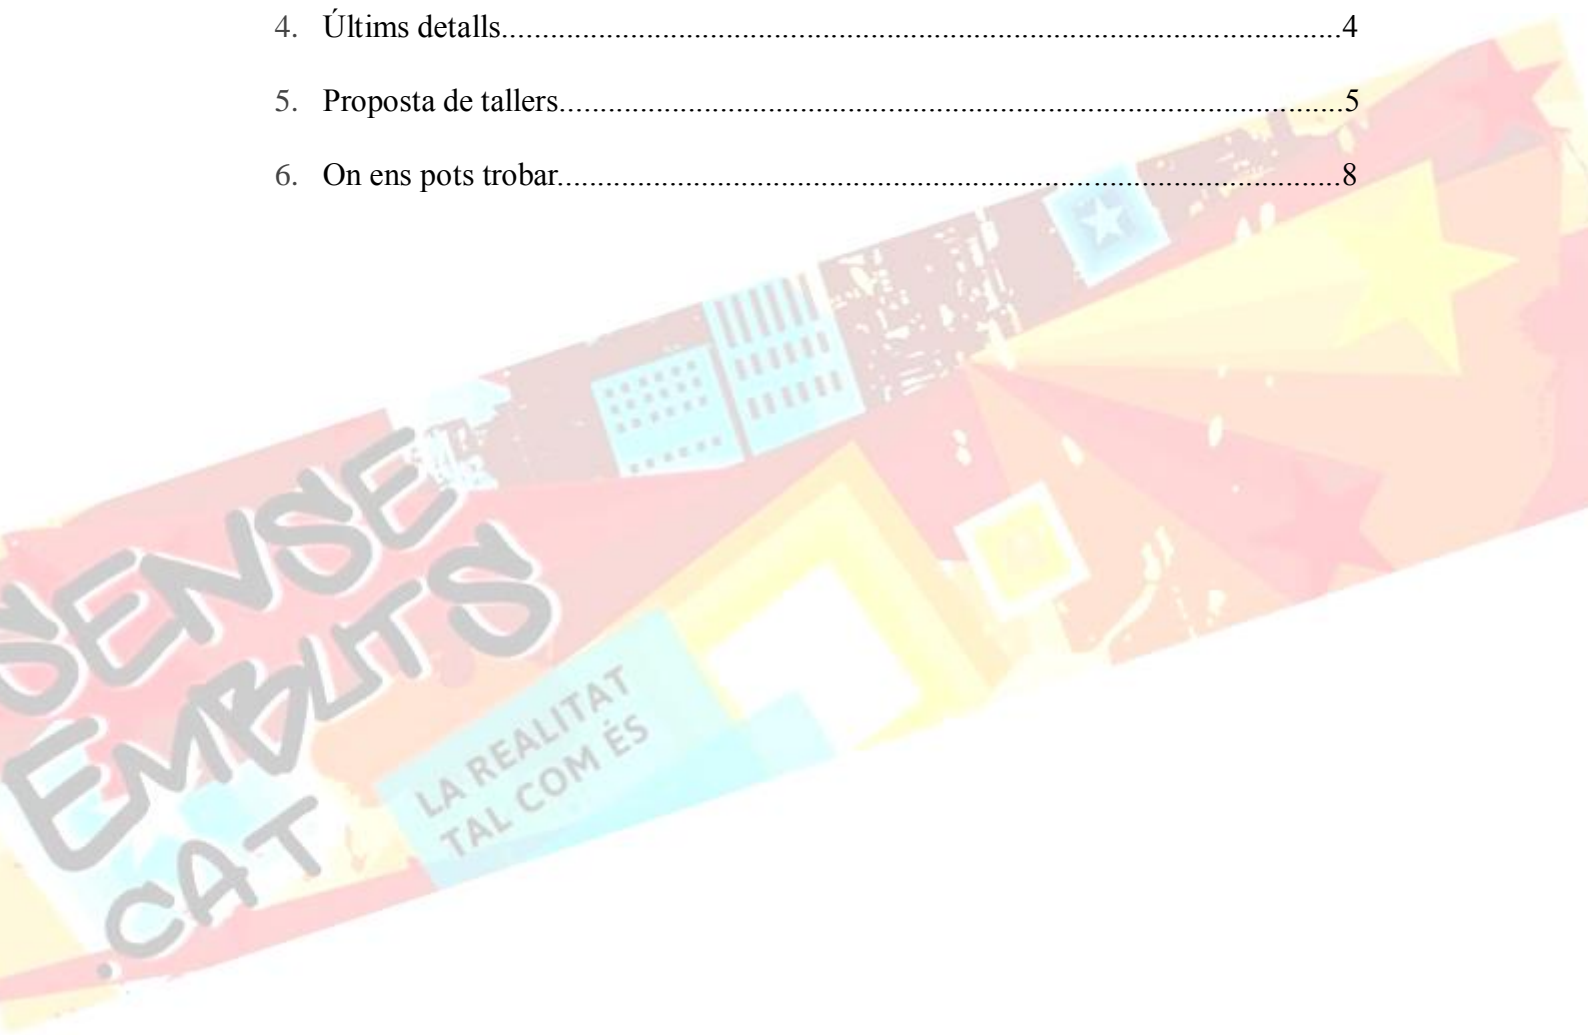 4. Últims detalls.....................................................................................................4
5. Proposta de tallers...............................................................................................5
6. On ens pots trobar...............................................................................................8
SENSE
EMBUTS
.CAT
LA REALITAT
TAL COM ÉS